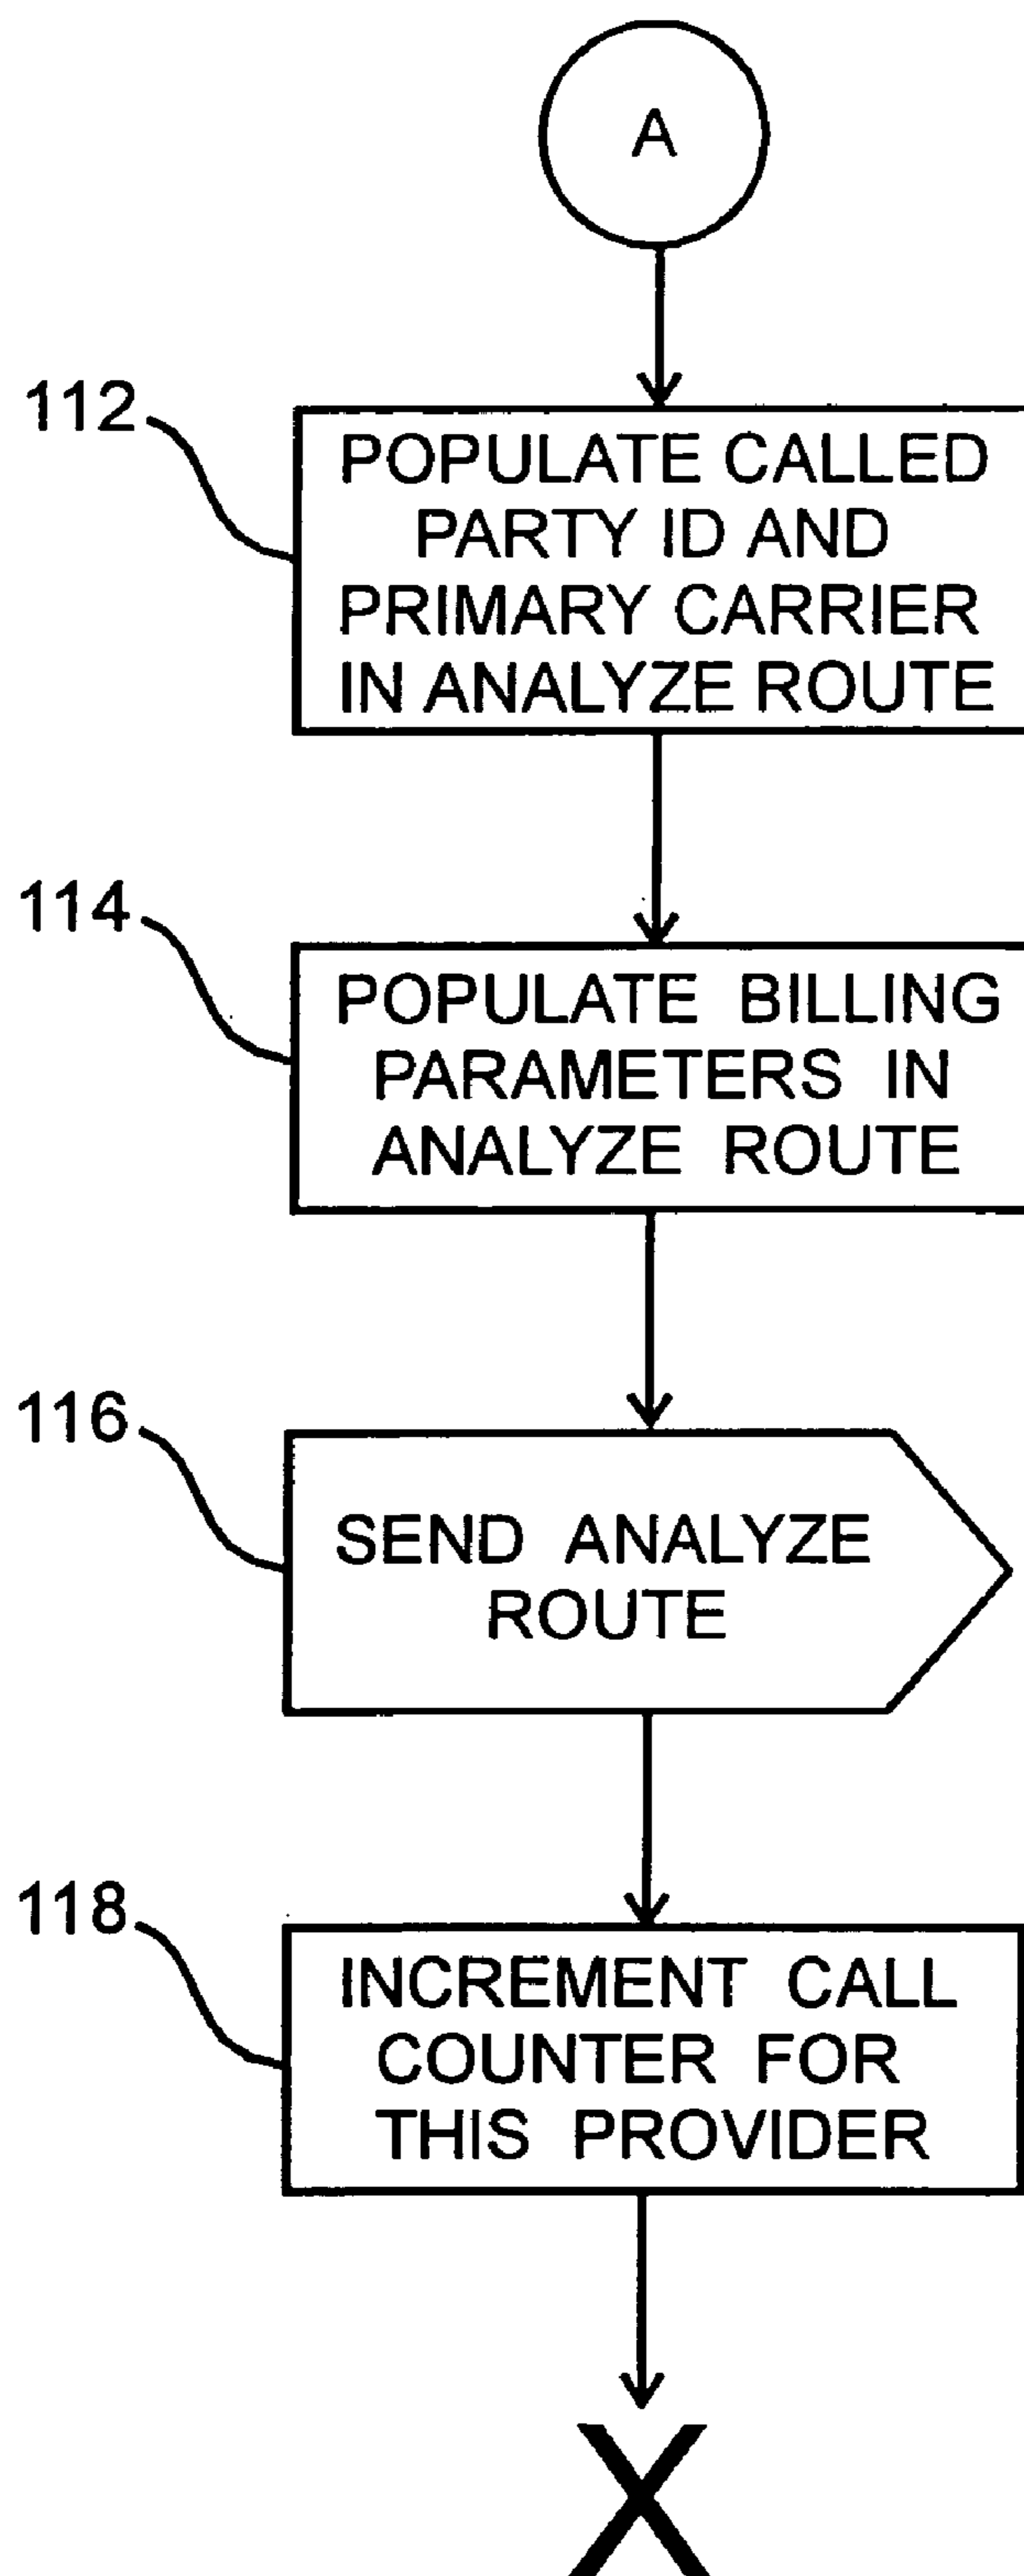 A
112
POPULATE CALLED
PARTY ID AND
PRIMARY CARRIER
IN ANALYZE ROUTE
114
POPULATE BILLING
PARAMETERS IN
ANALYZE ROUTE
116
SEND ANALYZE
ROUTE
118
INCREMENT CALL
COUNTER FOR
THIS PROVIDER
X